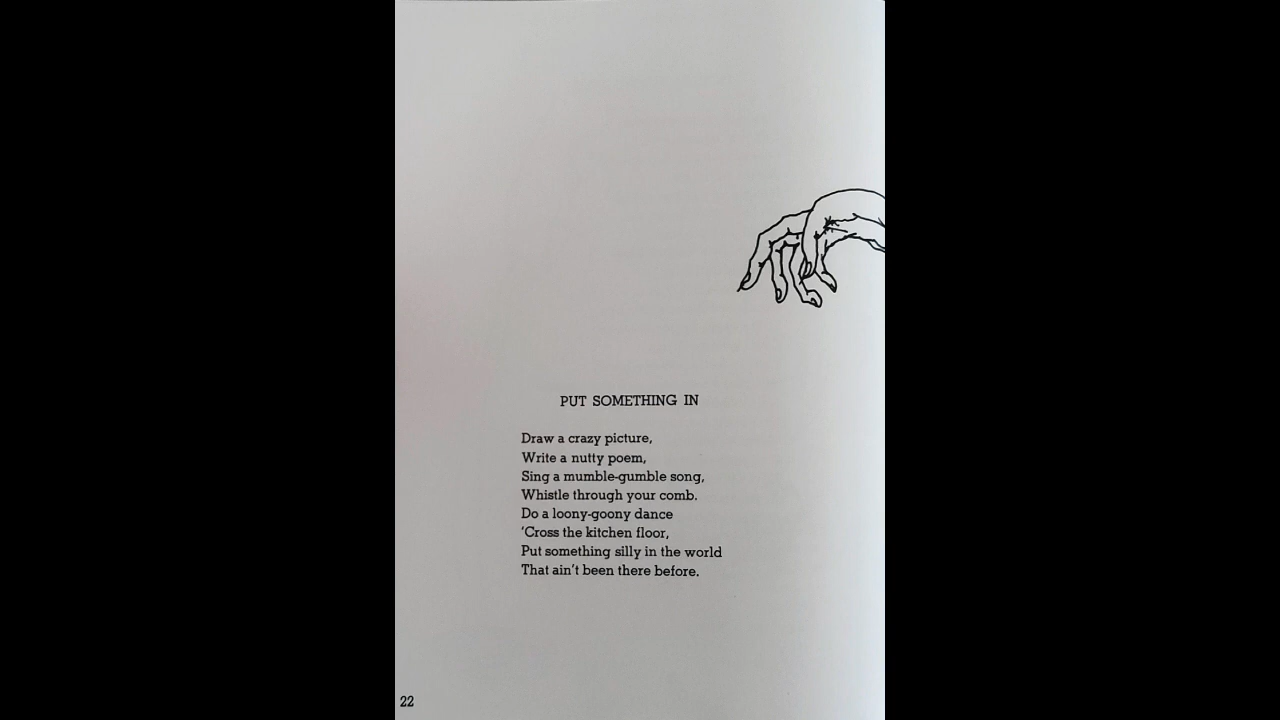 PUT SOMETHING IN
Draw a crazy picture,
Write a nutty poem,
Sing a mumble-gumble song,
Whistle through your comb.
Do a loony-goony dance
‘Cross the kitchen floor,
Put something silly in the world
That ain’t been there before.
22